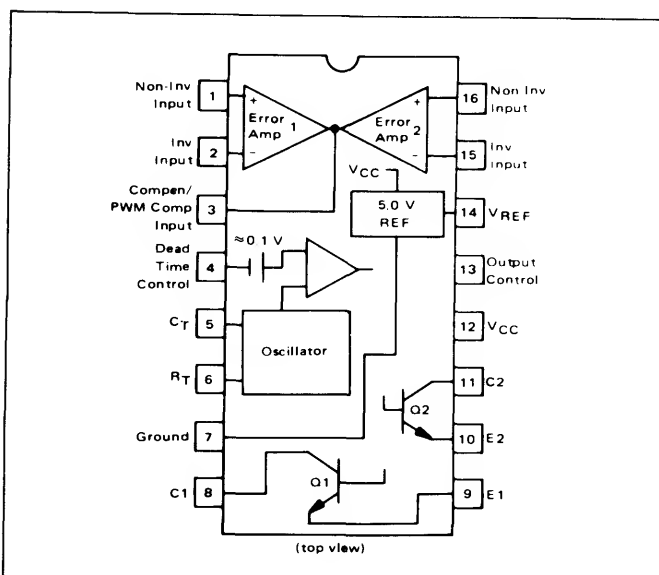 Non-Inv
Input
1
+
Error
Amp 1
Error
Amp 2
+
16
Non Inv
Input
Inv
Input
2
−
−
15
Inv
Input
Compen/
PWM Comp
Input
3
VCC
5.0 V
REF
14
VREF
Dead
Time
Control
4
≈0 1 V
13
Output
Control
CT
5
Oscillator
12
VCC
RT
6
11
C2
Q2
Ground
7
10
E2
C1
8
Q1
9
E1
(top view)